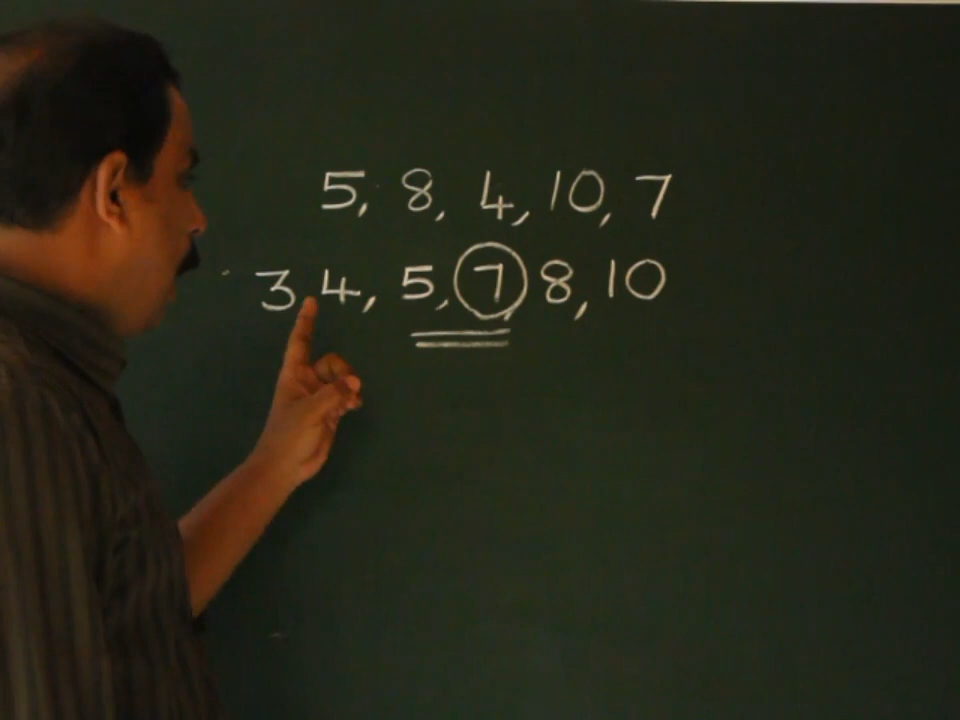 5, 8, 4, 10, 7
3 4, 5, 7, 8, 10